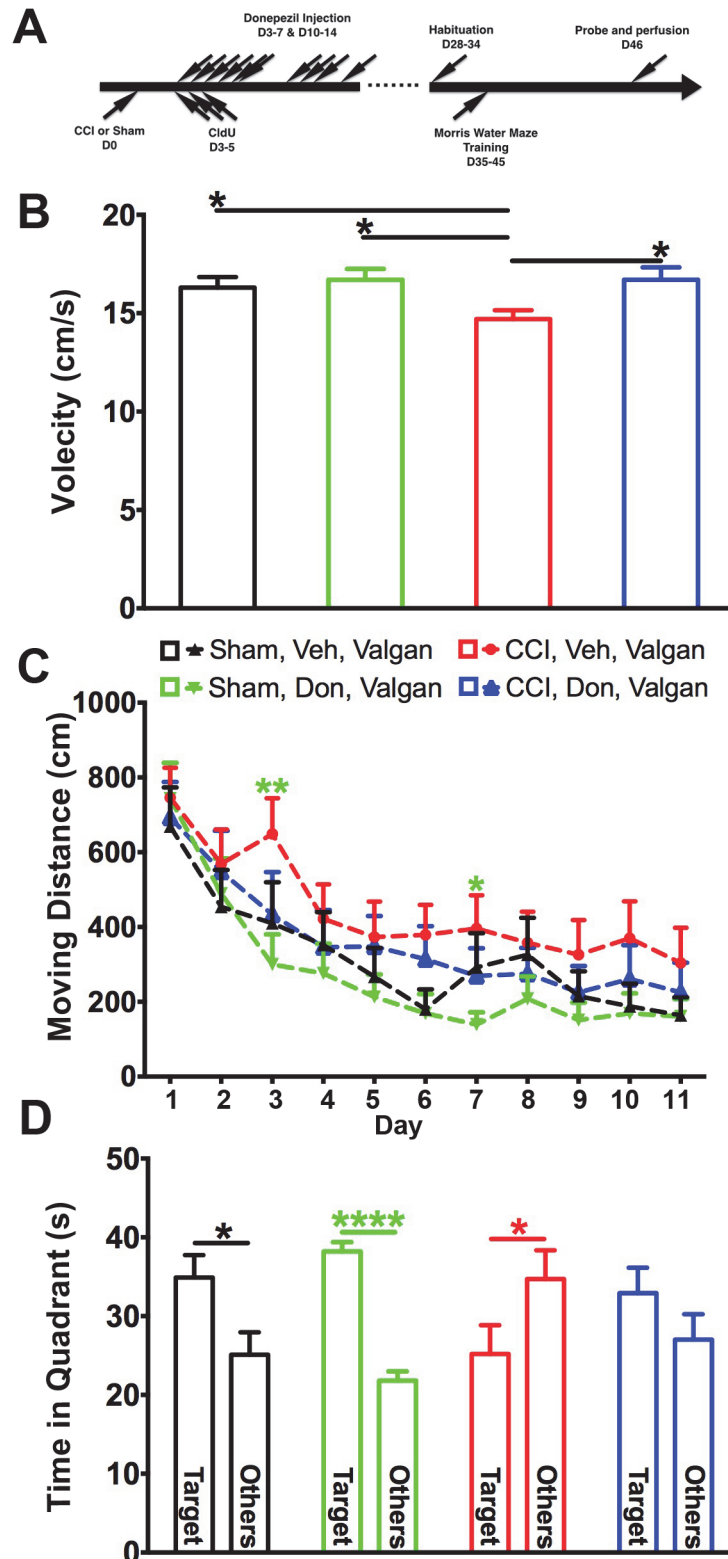 A
Donepezil Injection
D3-7 & D10-14
Habituation
D28-34
Probe and perfusion
D46
CCI or Sham
D0
CldU
D3-5
Morris Water Maze
Training
D35-45
B
Volecity (cm/s)
20
15
10
5
0
*
*
*
C
Sham, Veh, Valgan
CCI, Veh, Valgan
Sham, Don, Valgan
CCI, Don, Valgan
Moving Distance (cm)
1000
800
600
400
200
0
**
*
1 2 3 4 5 6 7 8 9 10 11
Day
D
Time in Quadrant (s)
50
40
30
20
10
0
*
****
*
Target
Others
Target
Others
Target
Others
Target
Others